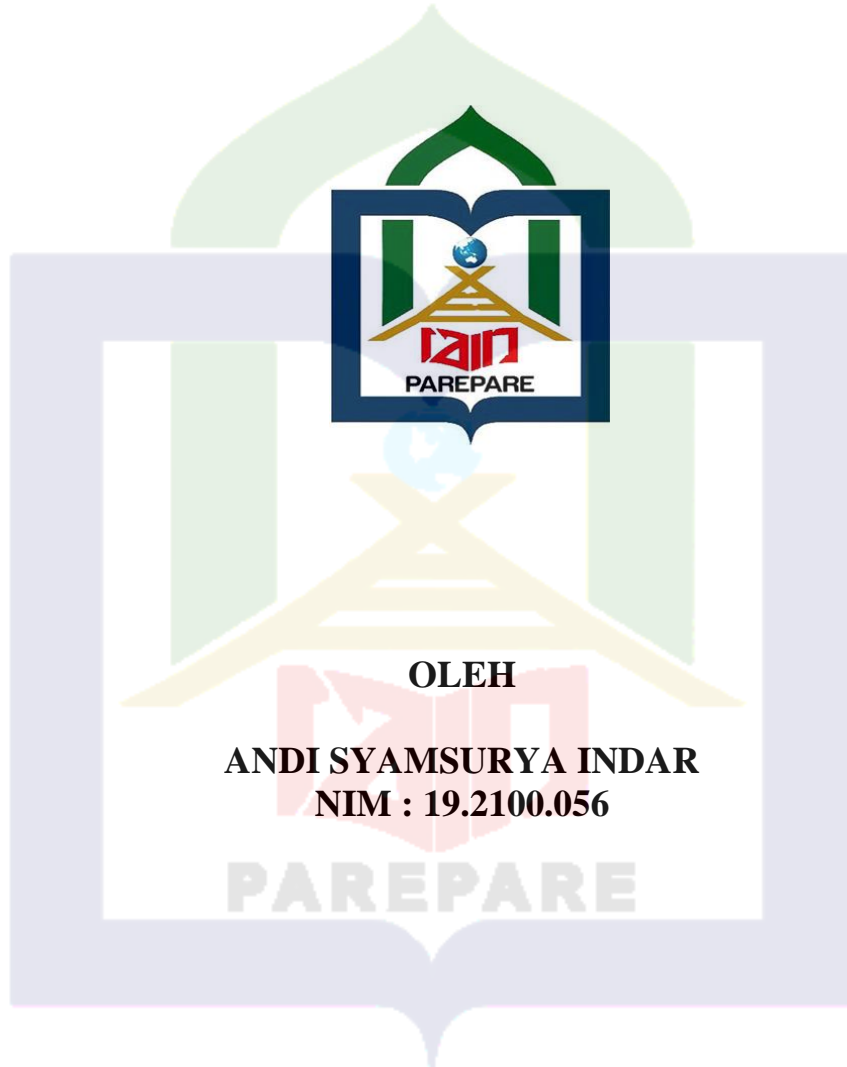 iain
PAREPARE
OLEH
ANDI SYAMSURYA INDAR
NIM : 19.2100.056
PAREPARE